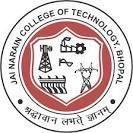 JAI NARAIN COLLEGE OF TECHNOLOGY, BHOPAL
• श्रद्धावान लभते ज्ञानम् •